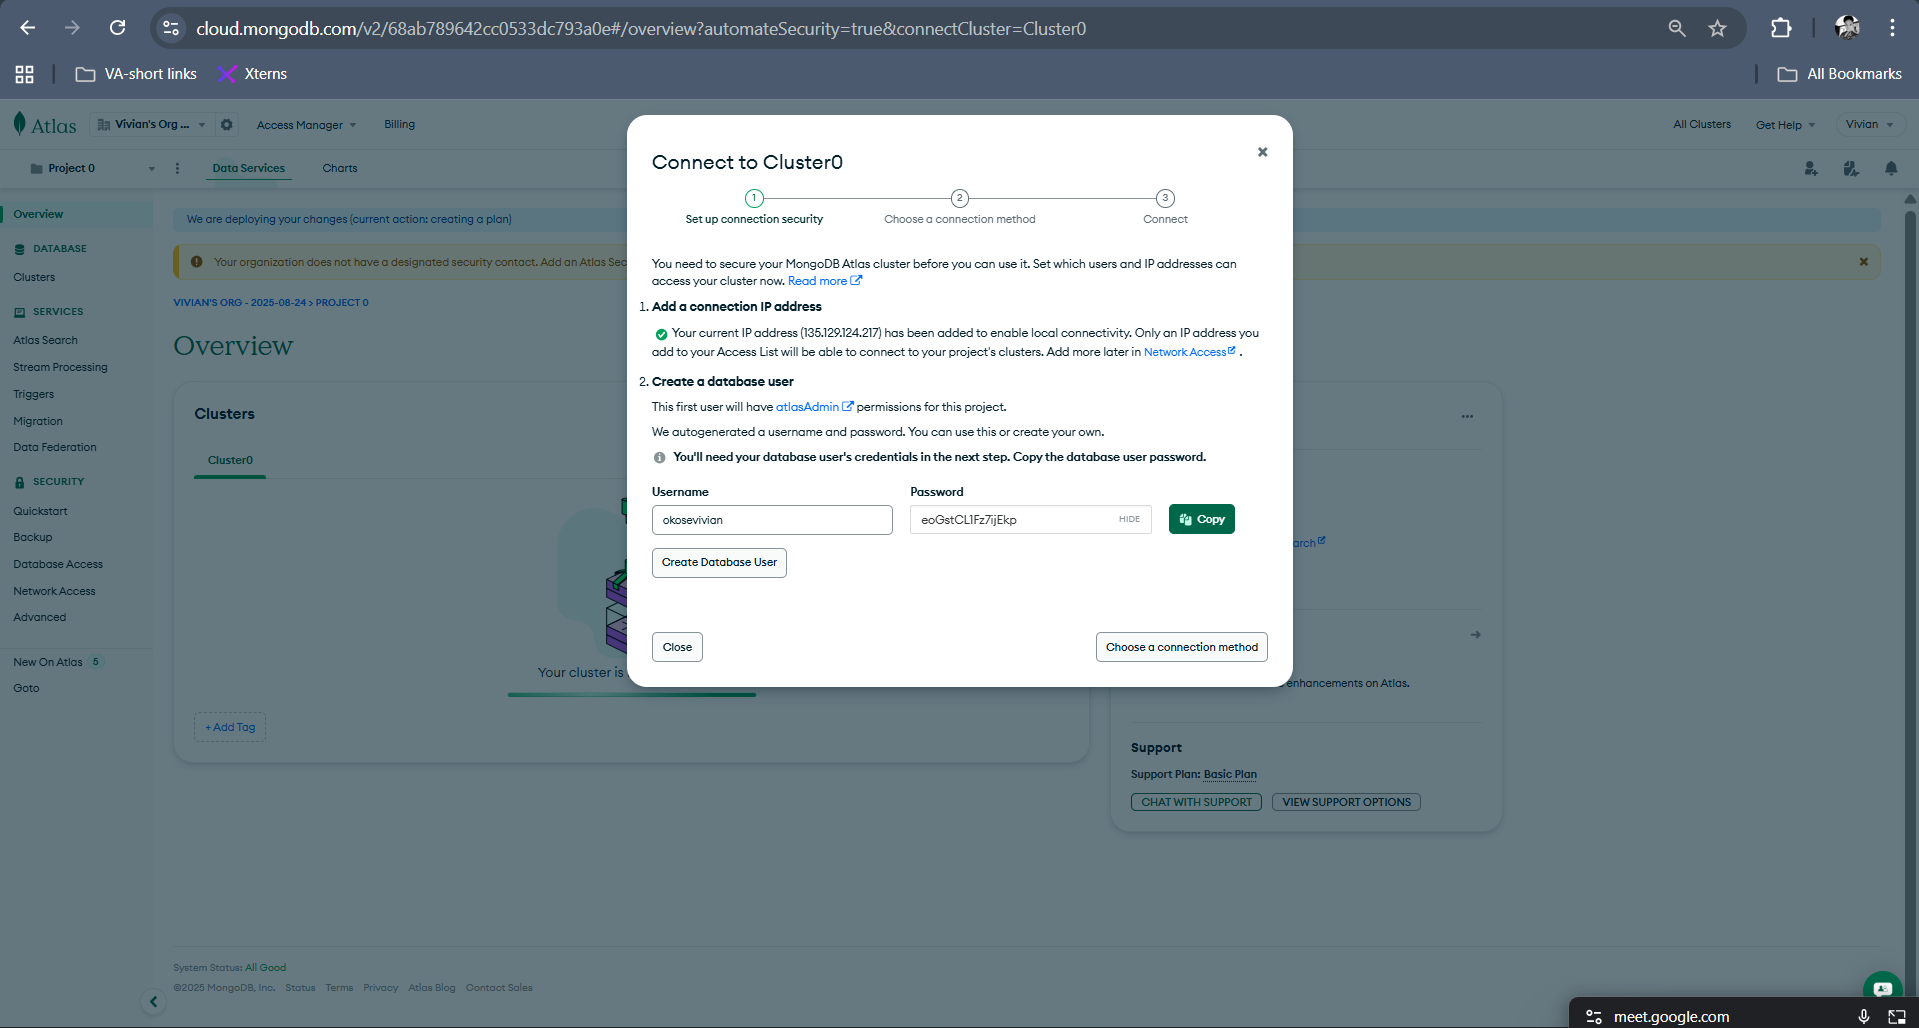 cloud.mongodb.com/v2/68ab789642cc0533dc793a0e#/overview?automateSecurity=true&connectCluster=Cluster0
VA-short links
Xterns
All Bookmarks
Atlas
Vivian's Org ...
Access Manager
Billing
All Clusters
Get Help
Vivian
Project 0
Data Services
Charts
Overview
DATABASE
Clusters
SERVICES
Atlas Search
Stream Processing
Triggers
Migration
Data Federation
SECURITY
Quickstart
Backup
Database Access
Network Access
Advanced
New On Atlas 5
Goto
We are deploying your changes (current action: creating a plan)
Your organization does not have a designated security contact. Add an Atlas Sec
VIVIAN'S ORG - 2025-08-24 > PROJECT 0
Overview
Clusters
Cluster0
Your cluster is
+ Add Tag
Connect to Cluster0
1
2
3
Set up connection security
Choose a connection method
Connect
You need to secure your MongoDB Atlas cluster before you can use it. Set which users and IP addresses can
access your cluster now. Read more
1. Add a connection IP address
Your current IP address (135.129.124.217) has been added to enable local connectivity. Only an IP address you
add to your Access List will be able to connect to your project's clusters. Add more later in Network Access .
2. Create a database user
This first user will have atlasAdmin permissions for this project.
We autogenerated a username and password. You can use this or create your own.
You'll need your database user's credentials in the next step. Copy the database user password.
Username
Password
okosevivian
eoGstCL1Fz7ijEkp
HIDE
Copy
Create Database User
Close
Choose a connection method
arch
enhancements on Atlas.
Support
Support Plan: Basic Plan
CHAT WITH SUPPORT
VIEW SUPPORT OPTIONS
System Status: All Good
©2025 MongoDB, Inc. Status Terms Privacy Atlas Blog Contact Sales
meet.google.com